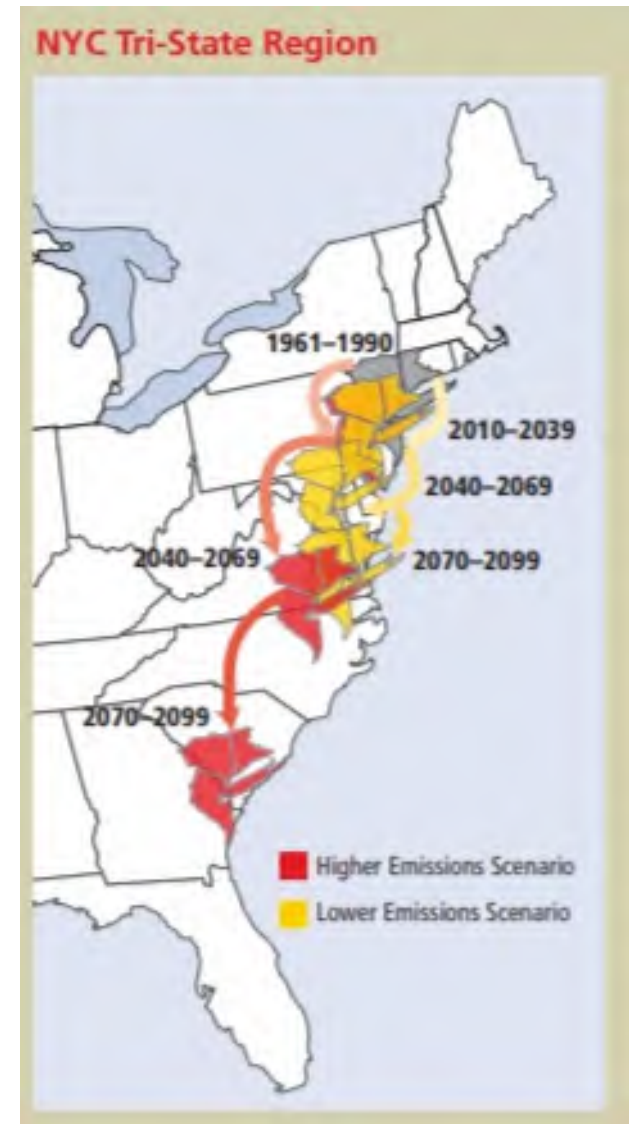 NYC Tri-State Region
1961–1990
2010–2039
2040–2069
2040–2069
2070–2099
2070–2099
Higher Emissions Scenario
Lower Emissions Scenario